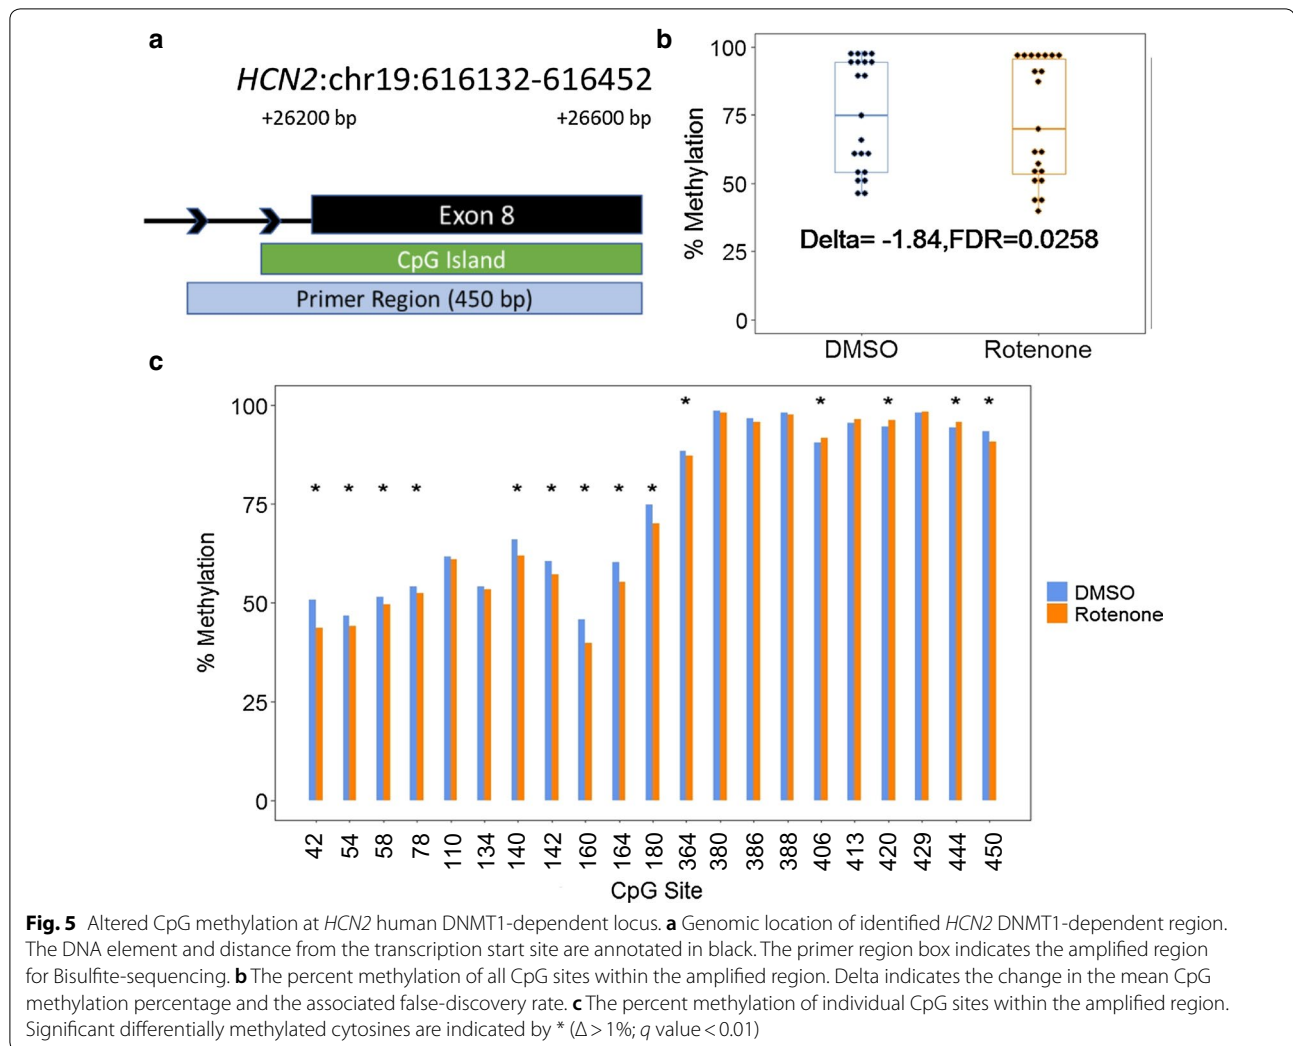 a
HCN2:chr19:616132-616452
+26200 bp +26600 bp
Exon 8
CpG Island
Primer Region (450 bp)
b
% Methylation
100
75
50
25
0
Delta= -1.84,FDR=0.0258
DMSO Rotenone
c
% Methylation
100
75
50
25
0
* * * * * * * * * * * * * *
42 54 58 78 110 134 140 142 160 164 180 364 380 386 388 406 413 420 429 444 450
CpG Site
DMSO
Rotenone
Fig. 5 Altered CpG methylation at HCN2 human DNMT1-dependent locus. a Genomic location of identified HCN2 DNMT1-dependent region.
The DNA element and distance from the transcription start site are annotated in black. The primer region box indicates the amplified region
for Bisulfite-sequencing. b The percent methylation of all CpG sites within the amplified region. Delta indicates the change in the mean CpG
methylation percentage and the associated false-discovery rate. c The percent methylation of individual CpG sites within the amplified region.
Significant differentially methylated cytosines are indicated by * (Δ > 1%; q value < 0.01)